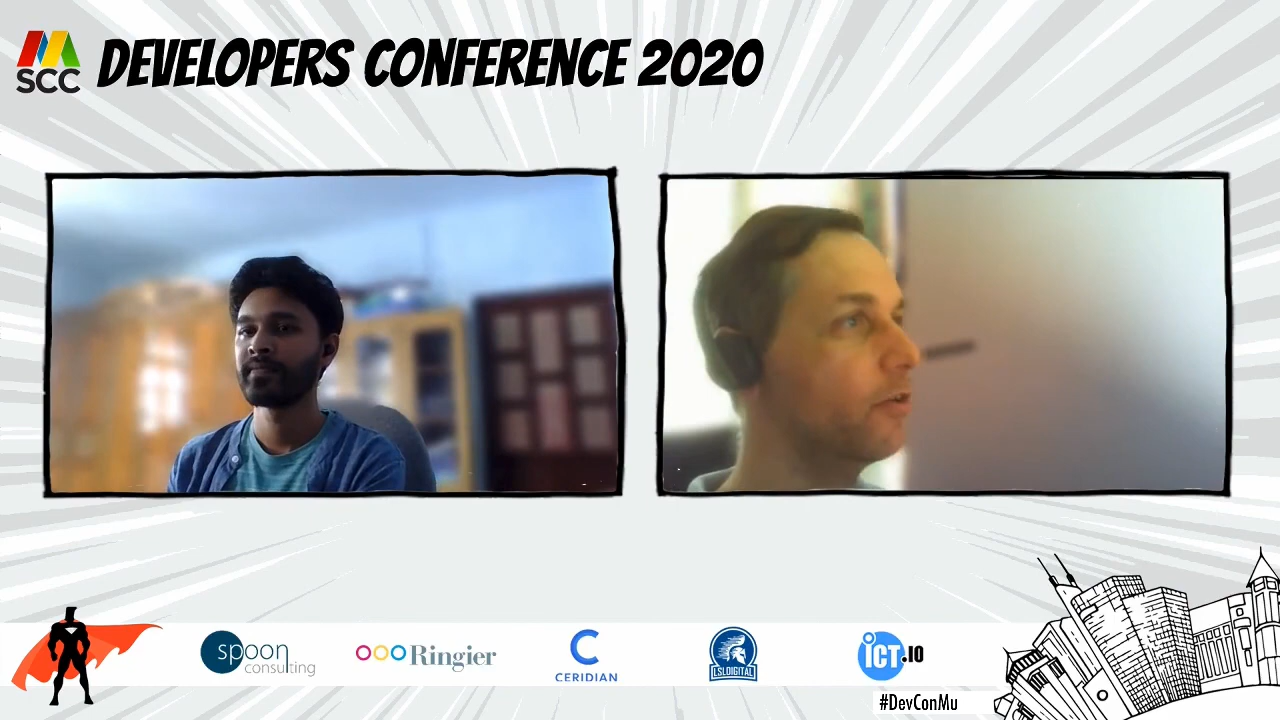 SCC
DEVELOPERS CONFERENCE 2020
spoon
consulting
Ringier
CERIDIAN
LSLDIGITAL
iCT.IO
#DevConMu